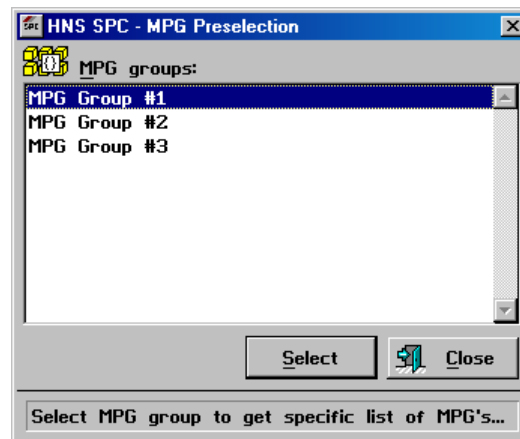 SPC HNS SPC - MPG Preselection
MPG groups:
MPG Group #1
MPG Group #2
MPG Group #3
Select
Close
Select MPG group to get specific list of MPG's...